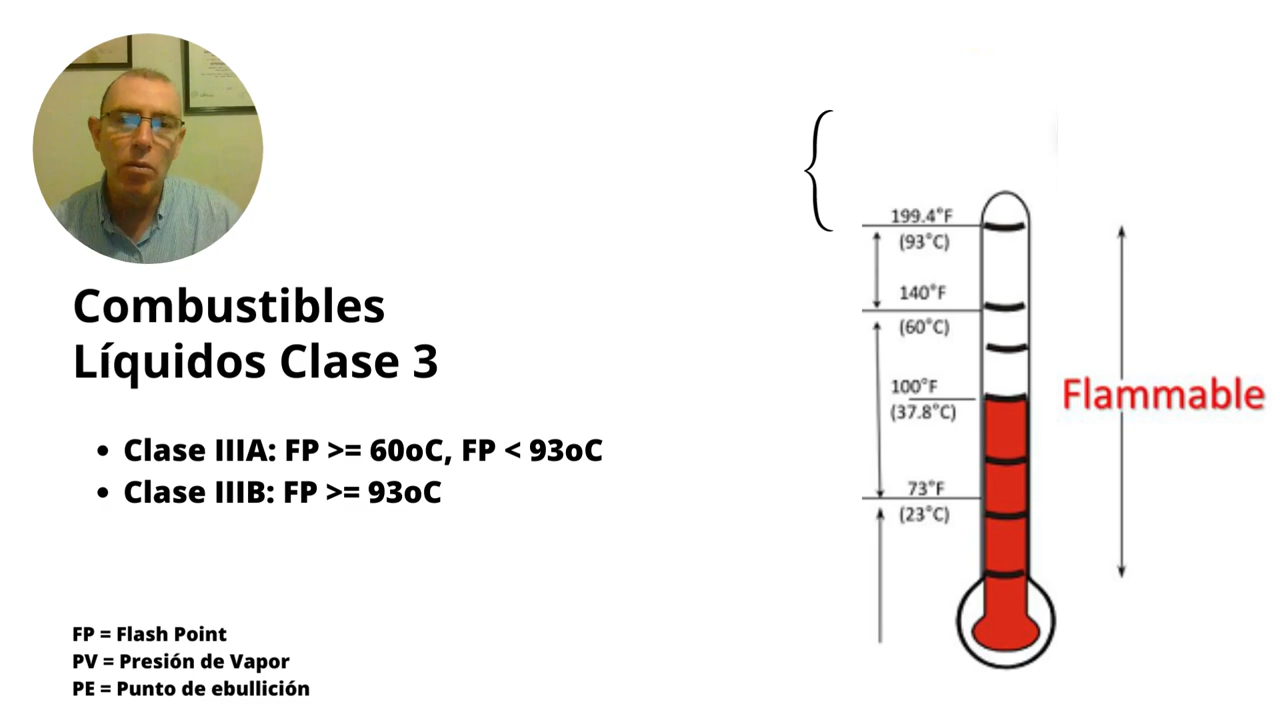 Combustibles
Líquidos Clase 3
• Clase IIIA: FP >= 60oC, FP < 93oC
• Clase IIIB: FP >= 93oC
FP = Flash Point
PV = Presión de Vapor
PE = Punto de ebullición
199.4°F
(93°C)
140°F
(60°C)
100°F
(37.8°C)
73°F
(23°C)
Flammable